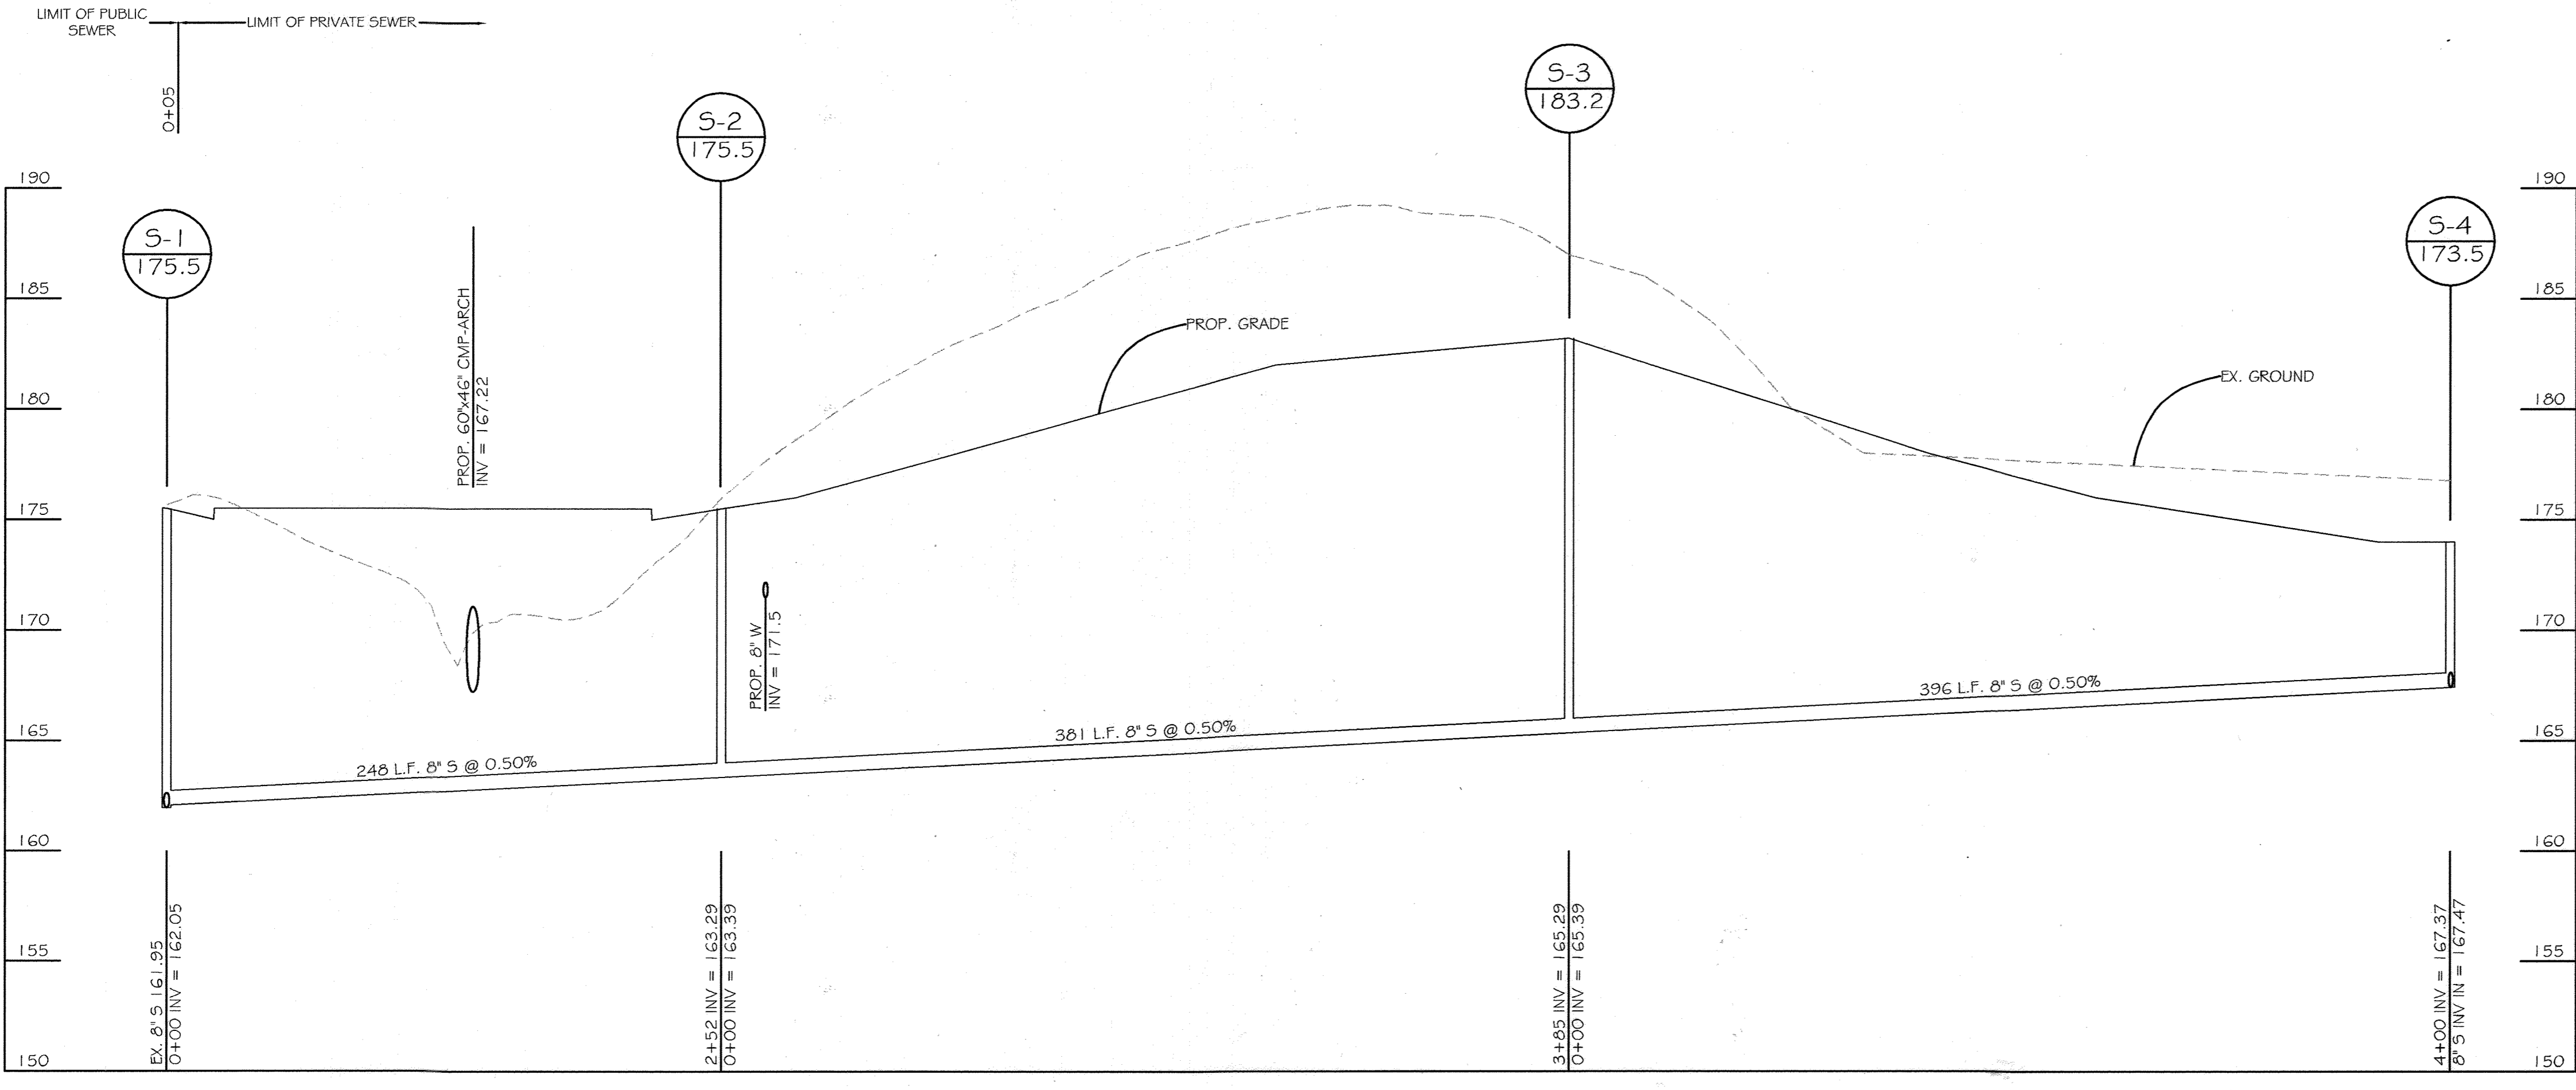 LIMIT OF PUBLIC
SEWER
LIMIT OF PRIVATE SEWER
0+05
S-1
175.5
S-2
175.5
S-3
183.2
S-4
173.5
190
185
180
175
170
165
160
155
150
190
185
180
175
170
165
160
155
150
PROP. 60"x46" CMP-ARCH
INV = 167.22
PROP. GRADE
EX. GROUND
PROP. 8" W
INV = 171.5
248 L.F. 8" S @ 0.50%
381 L.F. 8" S @ 0.50%
396 L.F. 8" S @ 0.50%
EX. 8" S 161.95
0+00 INV = 162.05
2+52 INV = 163.29
0+00 INV = 163.39
3+85 INV = 165.29
0+00 INV = 165.39
4+00 INV = 167.37
8" S INV IN = 167.47